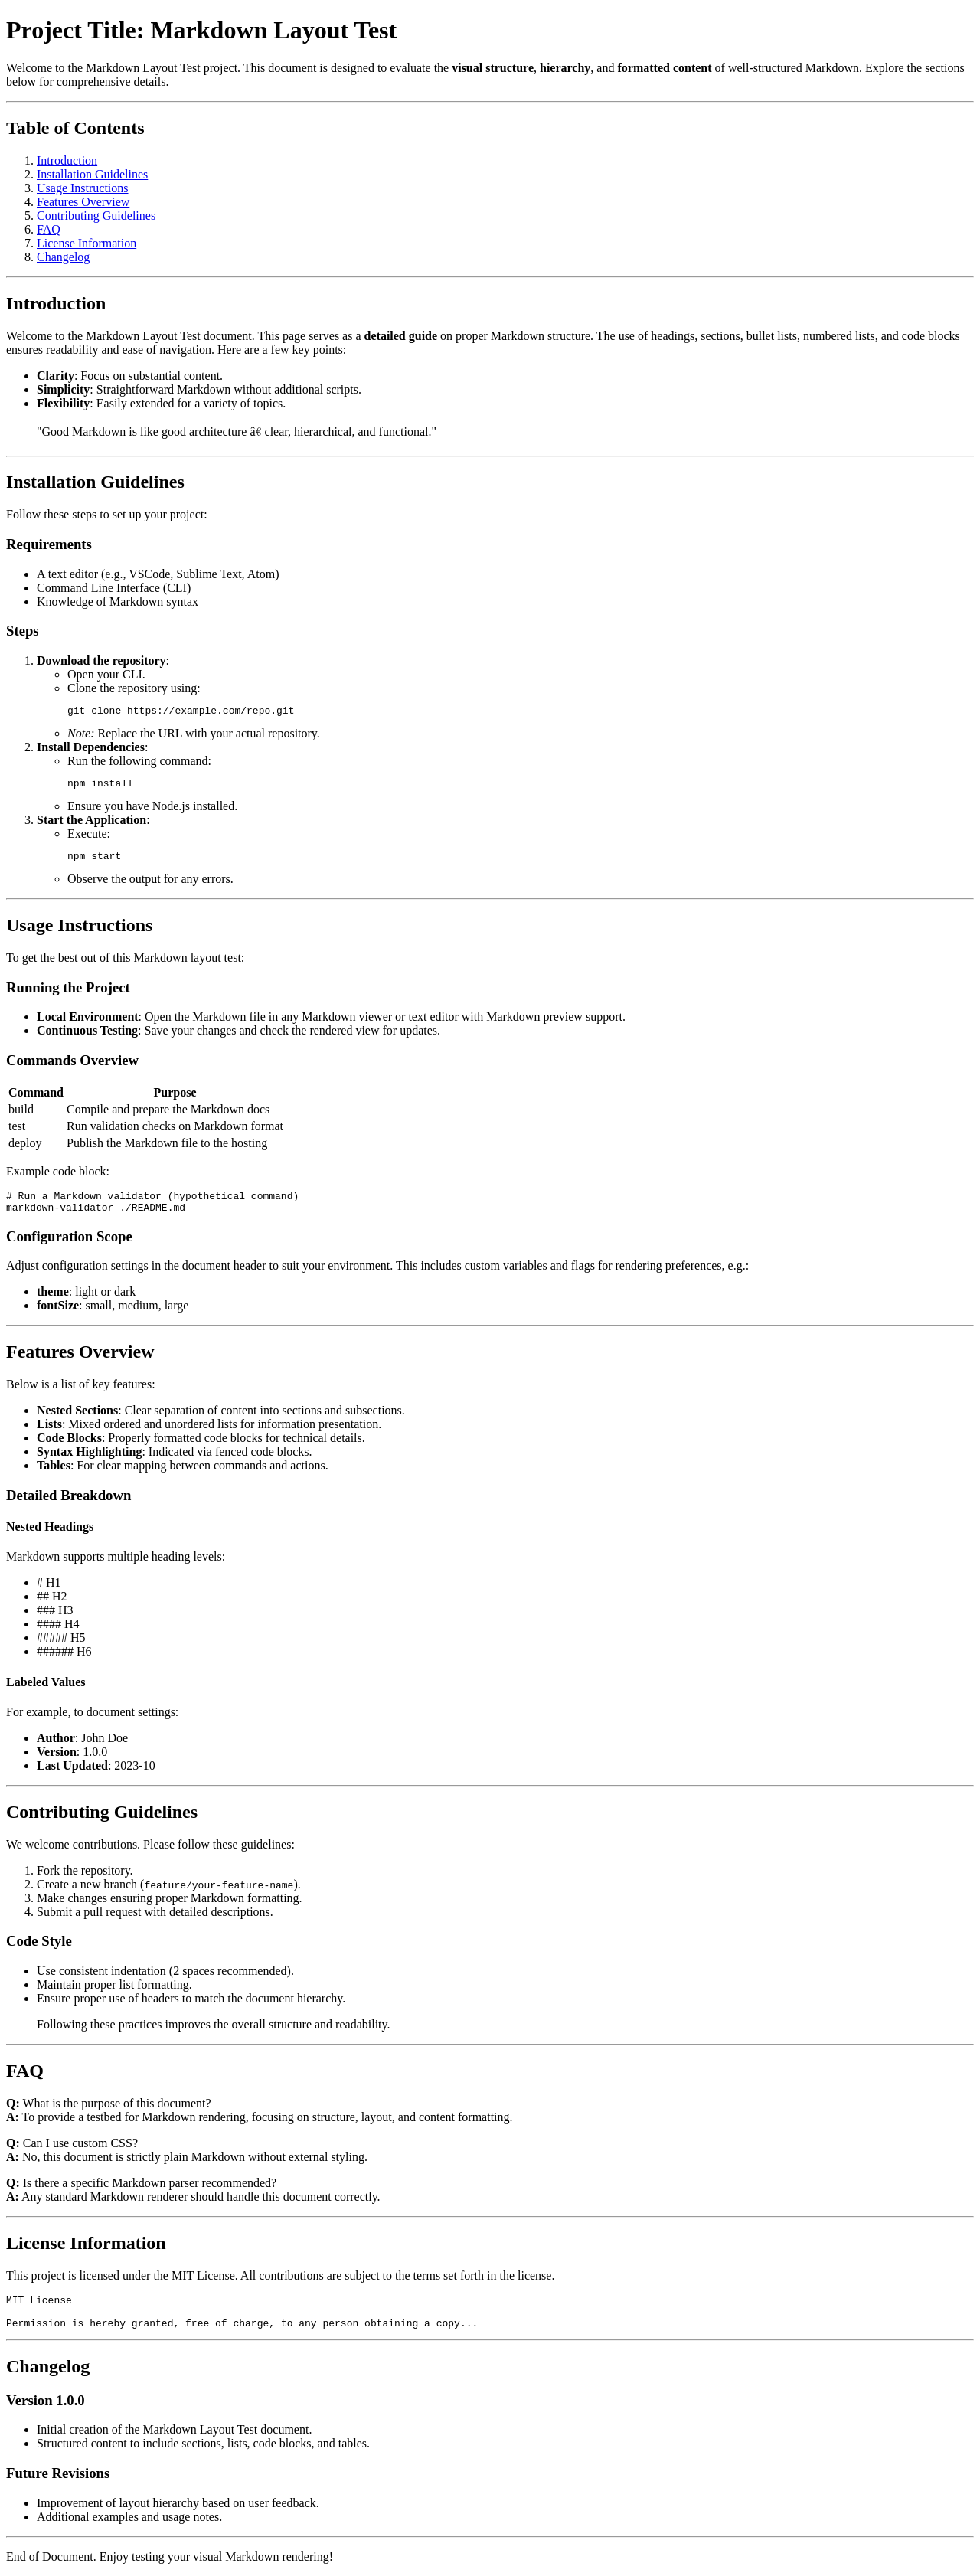 Project Title: Markdown Layout Test
Welcome to the Markdown Layout Test project. This document is designed to evaluate the visual structure, hierarchy, and formatted content of well-structured Markdown. Explore the sections
below for comprehensive details.
Table of Contents
1. Introduction
2. Installation Guidelines
3. Usage Instructions
4. Features Overview
5. Contributing Guidelines
6. FAQ
7. License Information
8. Changelog
Introduction
Welcome to the Markdown Layout Test document. This page serves as a detailed guide on proper Markdown structure. The use of headings, sections, bullet lists, numbered lists, and code blocks
ensures readability and ease of navigation. Here are a few key points:
• Clarity: Focus on substantial content.
• Simplicity: Straightforward Markdown without additional scripts.
• Flexibility: Easily extended for a variety of topics.
"Good Markdown is like good architecture â€ clear, hierarchical, and functional."
Installation Guidelines
Follow these steps to set up your project:
Requirements
• A text editor (e.g., VSCode, Sublime Text, Atom)
• Command Line Interface (CLI)
• Knowledge of Markdown syntax
Steps
1. Download the repository:
◦ Open your CLI.
◦ Clone the repository using:
git clone https://example.com/repo.git
◦ Note: Replace the URL with your actual repository.
2. Install Dependencies:
◦ Run the following command:
npm install
◦ Ensure you have Node.js installed.
3. Start the Application:
◦ Execute:
npm start
◦ Observe the output for any errors.
Usage Instructions
To get the best out of this Markdown layout test:
Running the Project
• Local Environment: Open the Markdown file in any Markdown viewer or text editor with Markdown preview support.
• Continuous Testing: Save your changes and check the rendered view for updates.
Commands Overview
Command Purpose
build Compile and prepare the Markdown docs
test Run validation checks on Markdown format
deploy Publish the Markdown file to the hosting
Example code block:
# Run a Markdown validator (hypothetical command)
markdown-validator ./README.md
Configuration Scope
Adjust configuration settings in the document header to suit your environment. This includes custom variables and flags for rendering preferences, e.g.:
• theme: light or dark
• fontSize: small, medium, large
Features Overview
Below is a list of key features:
• Nested Sections: Clear separation of content into sections and subsections.
• Lists: Mixed ordered and unordered lists for information presentation.
• Code Blocks: Properly formatted code blocks for technical details.
• Syntax Highlighting: Indicated via fenced code blocks.
• Tables: For clear mapping between commands and actions.
Detailed Breakdown
Nested Headings
Markdown supports multiple heading levels:
• # H1
• ## H2
• ### H3
• #### H4
• ##### H5
• ###### H6
Labeled Values
For example, to document settings:
• Author: John Doe
• Version: 1.0.0
• Last Updated: 2023-10
Contributing Guidelines
We welcome contributions. Please follow these guidelines:
1. Fork the repository.
2. Create a new branch (feature/your-feature-name).
3. Make changes ensuring proper Markdown formatting.
4. Submit a pull request with detailed descriptions.
Code Style
• Use consistent indentation (2 spaces recommended).
• Maintain proper list formatting.
• Ensure proper use of headers to match the document hierarchy.
Following these practices improves the overall structure and readability.
FAQ
Q: What is the purpose of this document?
A: To provide a testbed for Markdown rendering, focusing on structure, layout, and content formatting.
Q: Can I use custom CSS?
A: No, this document is strictly plain Markdown without external styling.
Q: Is there a specific Markdown parser recommended?
A: Any standard Markdown renderer should handle this document correctly.
License Information
This project is licensed under the MIT License. All contributions are subject to the terms set forth in the license.
MIT License
Permission is hereby granted, free of charge, to any person obtaining a copy...
Changelog
Version 1.0.0
• Initial creation of the Markdown Layout Test document.
• Structured content to include sections, lists, code blocks, and tables.
Future Revisions
• Improvement of layout hierarchy based on user feedback.
• Additional examples and usage notes.
End of Document. Enjoy testing your visual Markdown rendering!